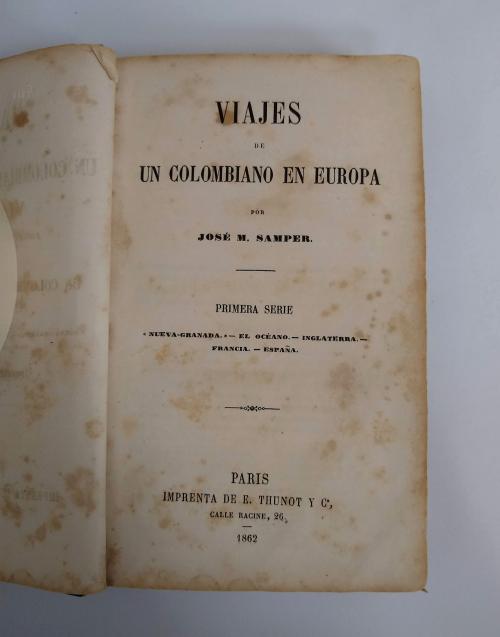 VIAJES
DE
UN COLOMBIANO EN EUROPA
POR
JOSÉ M. SAMPER.
PRIMERA SERIE
« NUEVA-GRANADA. » — EL OCÉANO. — INGLATERRA. —
FRANCIA. — ESPAÑA.
PARIS
IMPRENTA DE E. THUNOT Y Cª,
CALLE RACINE, 26.
1862